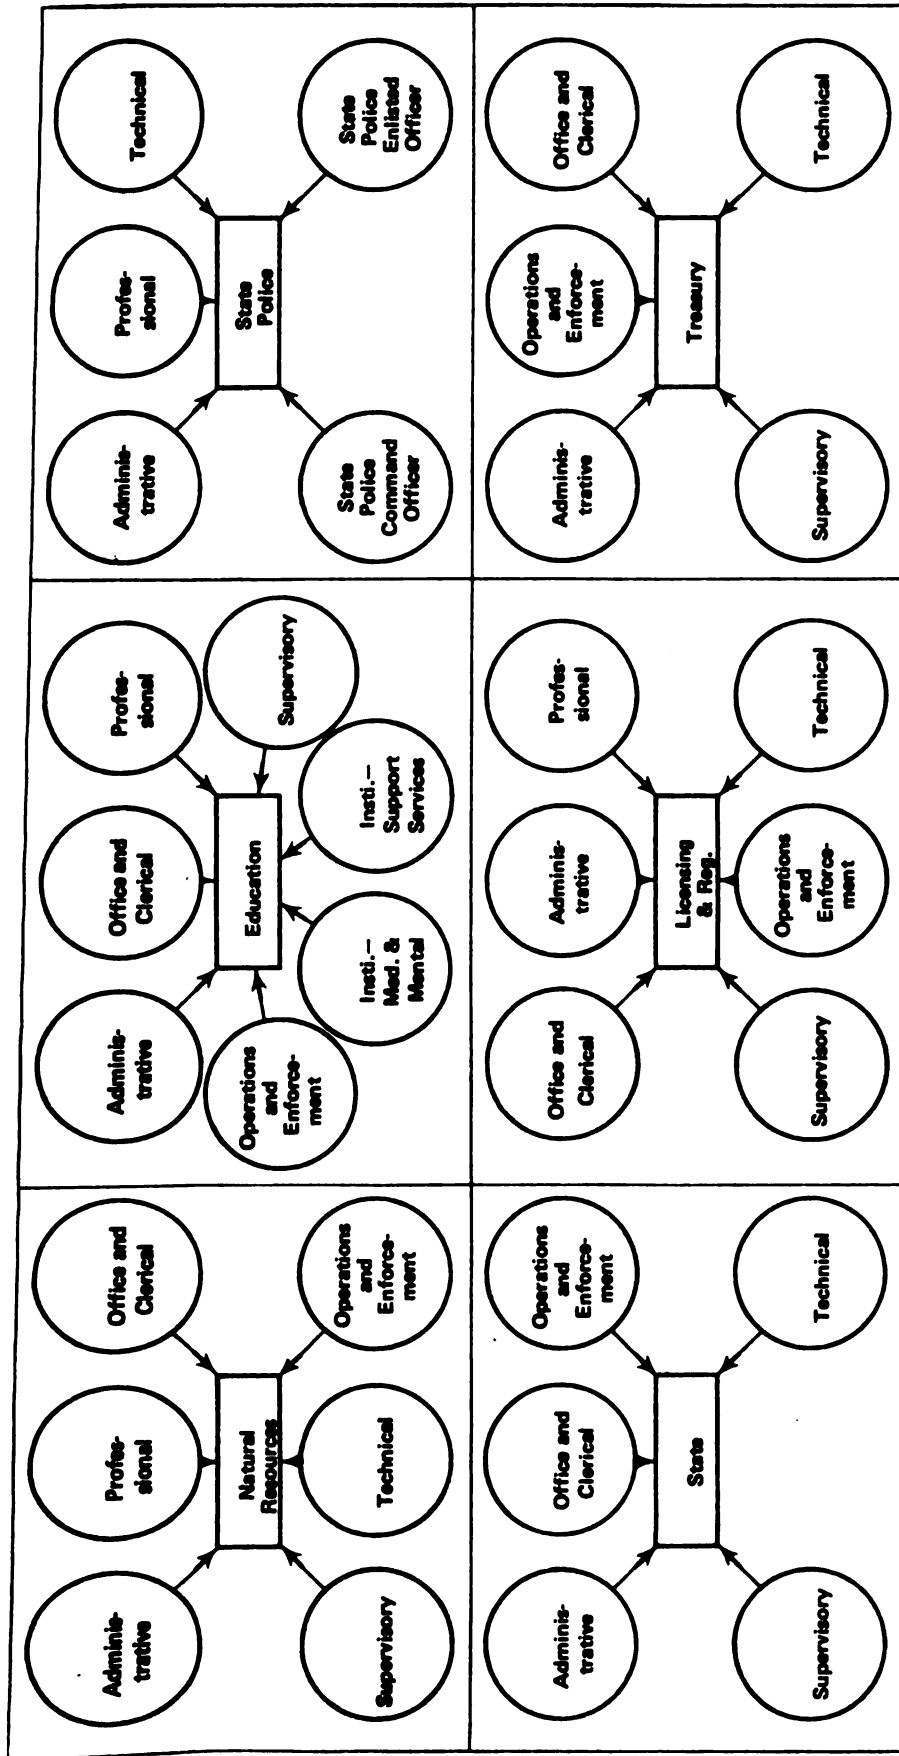 Adminis-
trative
Profes-
sional
Office and
Clerical
Natural
Resources
Supervisory
Technical
Operations
and
Enforce-
ment
Adminis-
trative
Office and
Clerical
Profes-
sional
Operations
and
Enforce-
ment
Education
Supervisory
Insti.—
Med. &
Mental
Insti.—
Support
Services
Adminis-
trative
Profes-
sional
Technical
State
Police
State
Police
Command
Officer
State
Police
Enlisted
Officer
Adminis-
trative
Office and
Clerical
Operations
and
Enforce-
ment
State
Supervisory
Technical
Office and
Clerical
Adminis-
trative
Profes-
sional
Licensing
& Reg.
Supervisory
Operations
and
Enforce-
ment
Technical
Adminis-
trative
Operations
and
Enforce-
ment
Office and
Clerical
Treasury
Supervisory
Technical